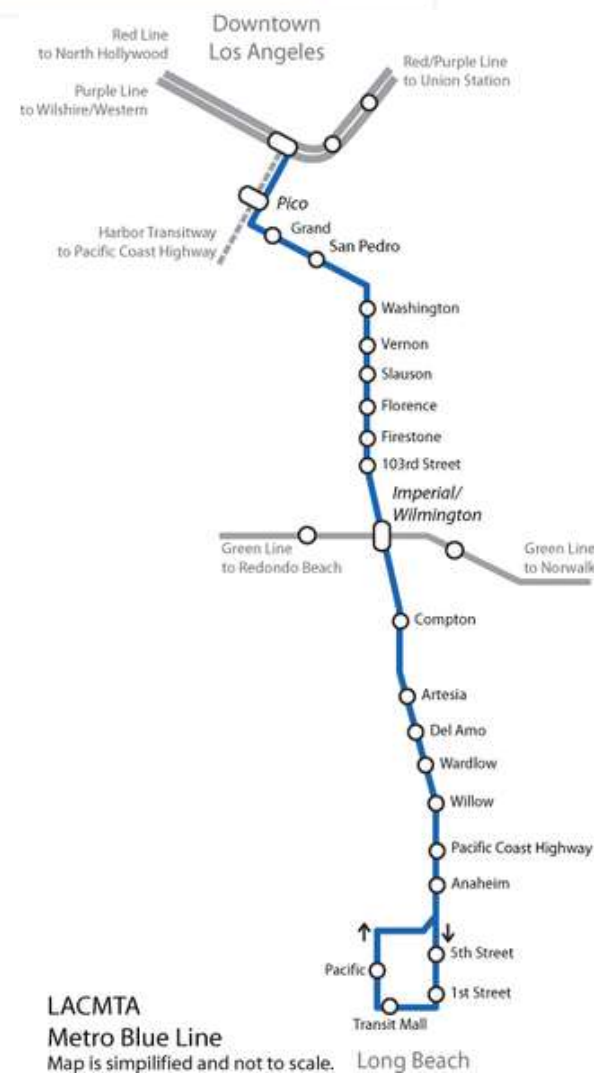 Downtown
Los Angeles
Red Line
to North Hollywood
Red/Purple Line
to Union Station
Purple Line
to Wilshire/Western
Pico
Harbor Transitway
to Pacific Coast Highway
Grand
San Pedro
Washington
Vernon
Slauson
Florence
Firestone
103rd Street
Imperial/
Wilmington
Green Line
to Redondo Beach
Green Line
to Norwalk
Compton
Artesia
Del Amo
Wardlow
Willow
Pacific Coast Highway
Anaheim
5th Street
Pacific
1st Street
Transit Mall
LACMTA
Metro Blue Line
Map is simpilified and not to scale.
Long Beach